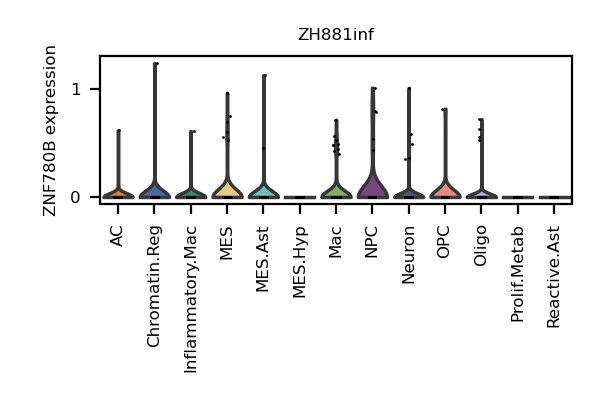 ZH881inf
ZNF780B expression
1
0
AC
Chromatin.Reg
Inflammatory.Mac
MES
MES.Ast
MES.Hyp
Mac
NPC
Neuron
OPC
Oligo
Prolif.Metab
Reactive.Ast